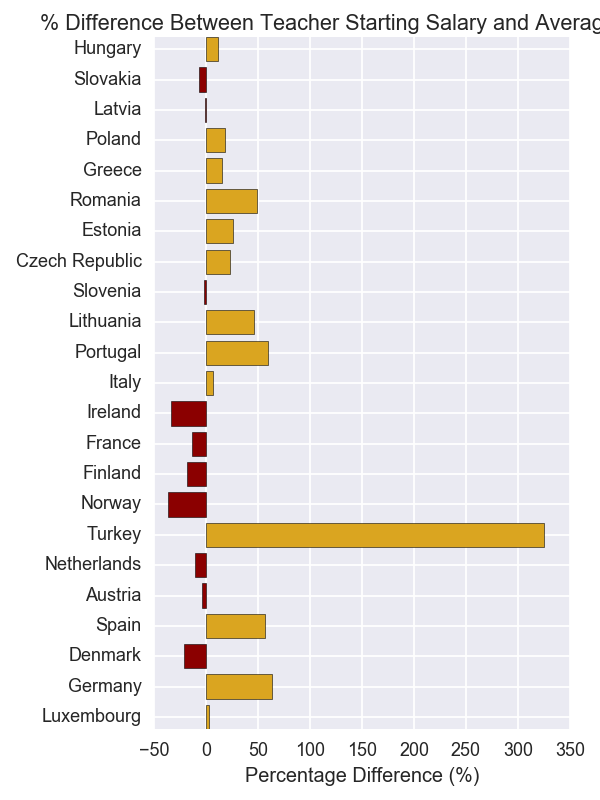 % Difference Between Teacher Starting Salary and Averag
Hungary
Slovakia
Latvia
Poland
Greece
Romania
Estonia
Czech Republic
Slovenia
Lithuania
Portugal
Italy
Ireland
France
Finland
Norway
Turkey
Netherlands
Austria
Spain
Denmark
Germany
Luxembourg
−50 0 50 100 150 200 250 300 350
Percentage Difference (%)